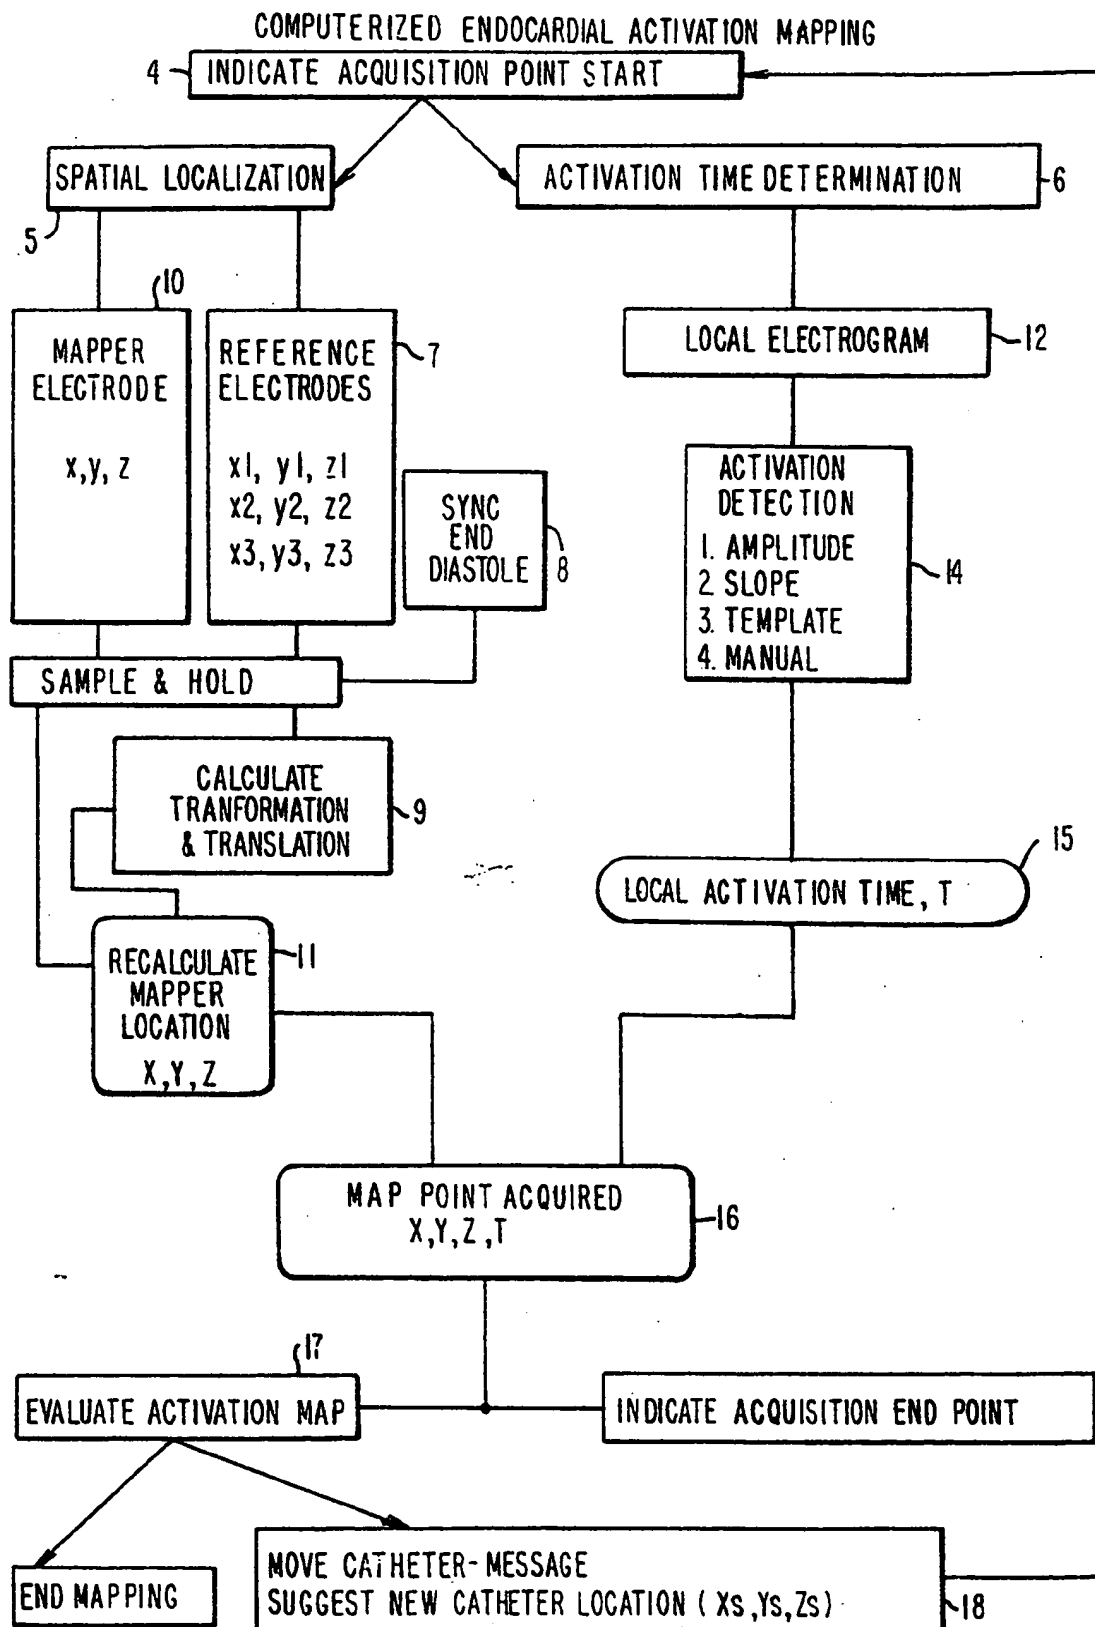 COMPUTERIZED ENDOCARDIAL ACTIVATION MAPPING
4
INDICATE ACQUISITION POINT START
SPATIAL LOCALIZATION
5
ACTIVATION TIME DETERMINATION
6
10
MAPPER
ELECTRODE
x,y,z
REFERENCE
ELECTRODES
7
x1, y1, z1
x2, y2, z2
x3, y3, z3
SYNC
END
DIASTOLE
8
LOCAL ELECTROGRAM
12
ACTIVATION
DETECTION
1. AMPLITUDE
2. SLOPE
3. TEMPLATE
4. MANUAL
14
SAMPLE & HOLD
CALCULATE
TRANFORMATION
& TRANSLATION
9
15
LOCAL ACTIVATION TIME, T
RECALCULATE
MAPPER
LOCATION
X,Y,Z
11
MAP POINT ACQUIRED
X,Y,Z,T
16
17
EVALUATE ACTIVATION MAP
INDICATE ACQUISITION END POINT
END MAPPING
MOVE CATHETER-MESSAGE
SUGGEST NEW CATHETER LOCATION (Xs,Ys,Zs)
18